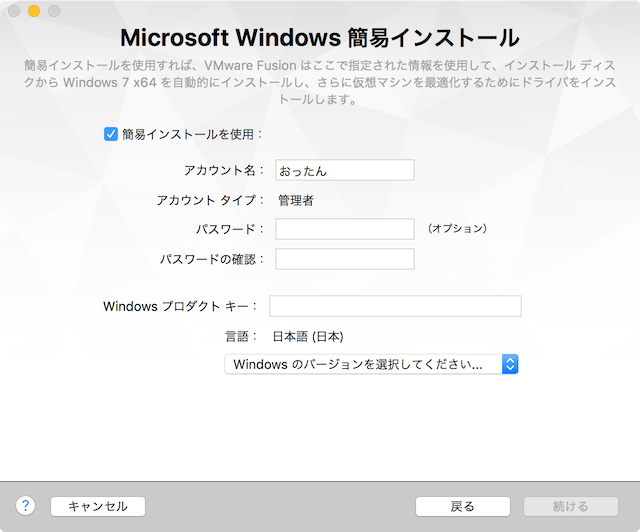 Microsoft Windows 簡易インストール
簡易インストールを使用すれば、VMware Fusion はここで指定された情報を使用して、インストール ディス
クから Windows 7 x64 を自動的にインストールし、さらに仮想マシンを最適化するためにドライバをインス
トールします。
簡易インストールを使用：
アカウント名： おったん
アカウント タイプ： 管理者
パスワード： （オプション）
パスワードの確認：
Windows プロダクト キー：
言語： 日本語 (日本)
Windows のバージョンを選択してください...
? キャンセル 戻る 続ける